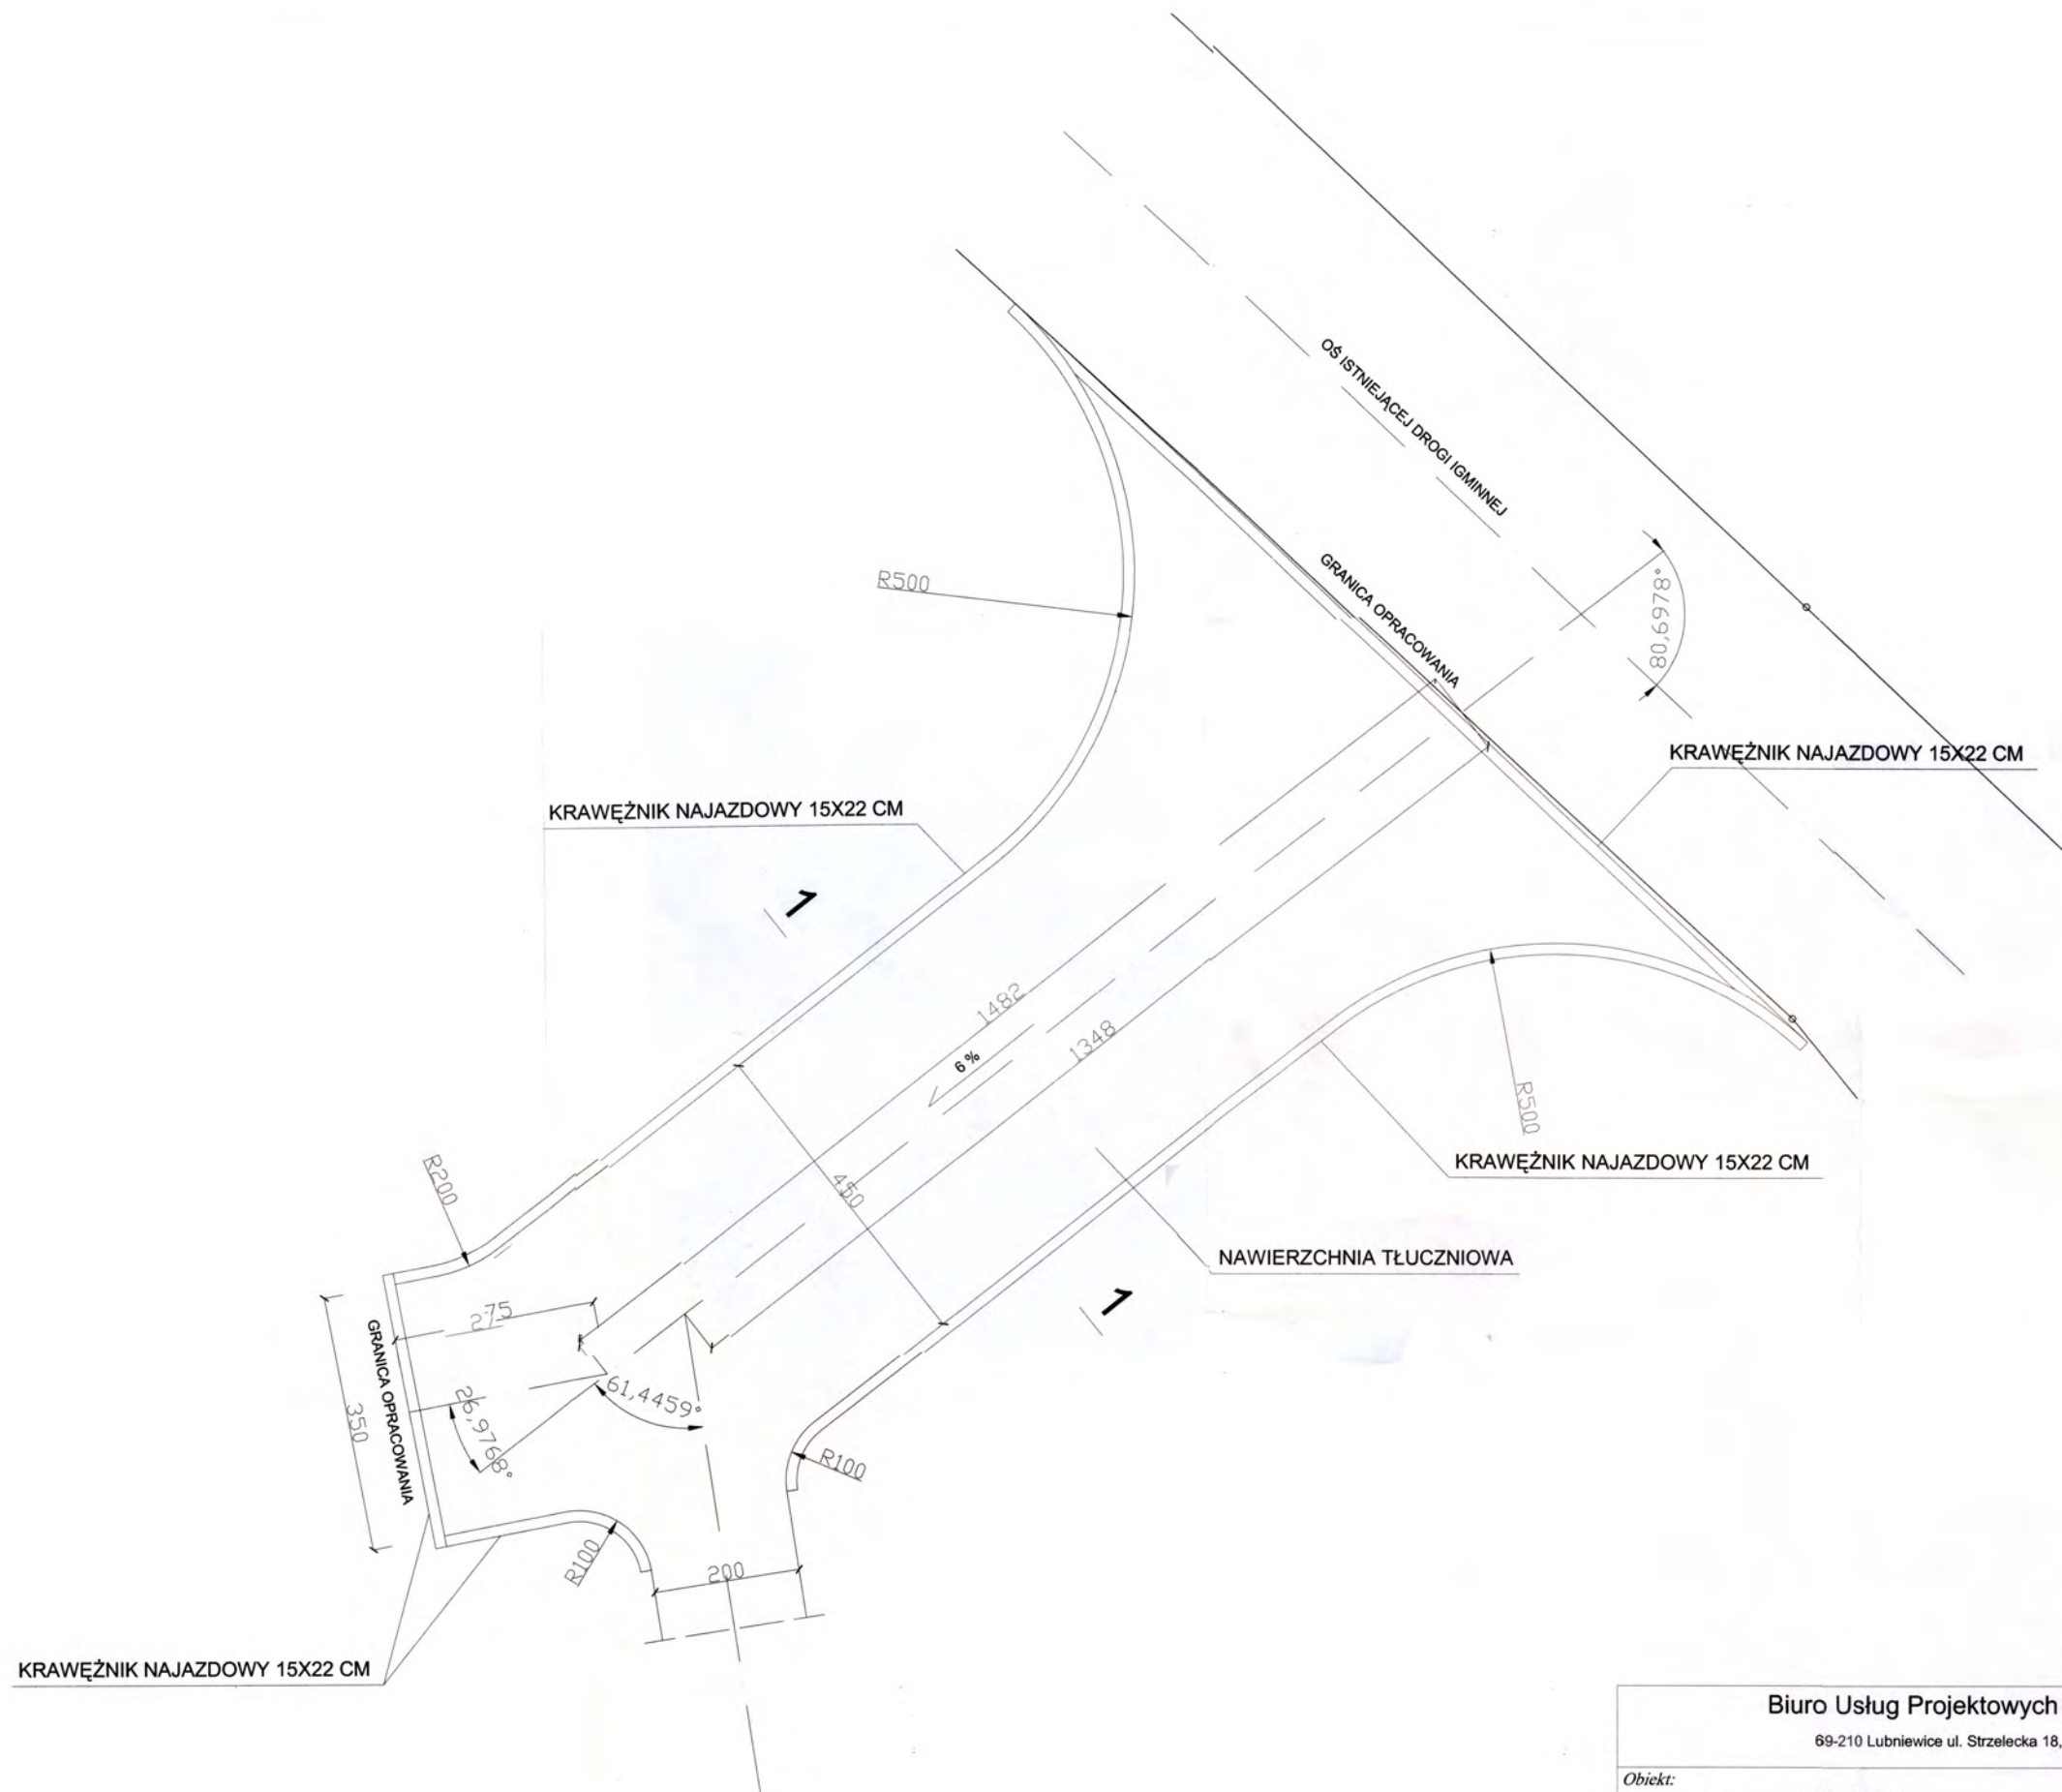 OŚ ISTNIEJĄCEJ DROGI IGMINNEJ
GRANICA OPRACOWANIA
R500
80,6978°
KRAWĘŻNIK NAJAZDOWY 15X22 CM
KRAWĘŻNIK NAJAZDOWY 15X22 CM
1
1482
6 %
1348
R500
KRAWĘŻNIK NAJAZDOWY 15X22 CM
R200
450
NAWIERZCHNIA TŁUCZNIOWA
1
275
GRANICA OPRACOWANIA
350
26,9768°
61,4459°
R100
R100
200
KRAWĘŻNIK NAJAZDOWY 15X22 CM
Biuro Usług Projektowych
69-210 Lubniewice ul. Strzelecka 18,
Obiekt: